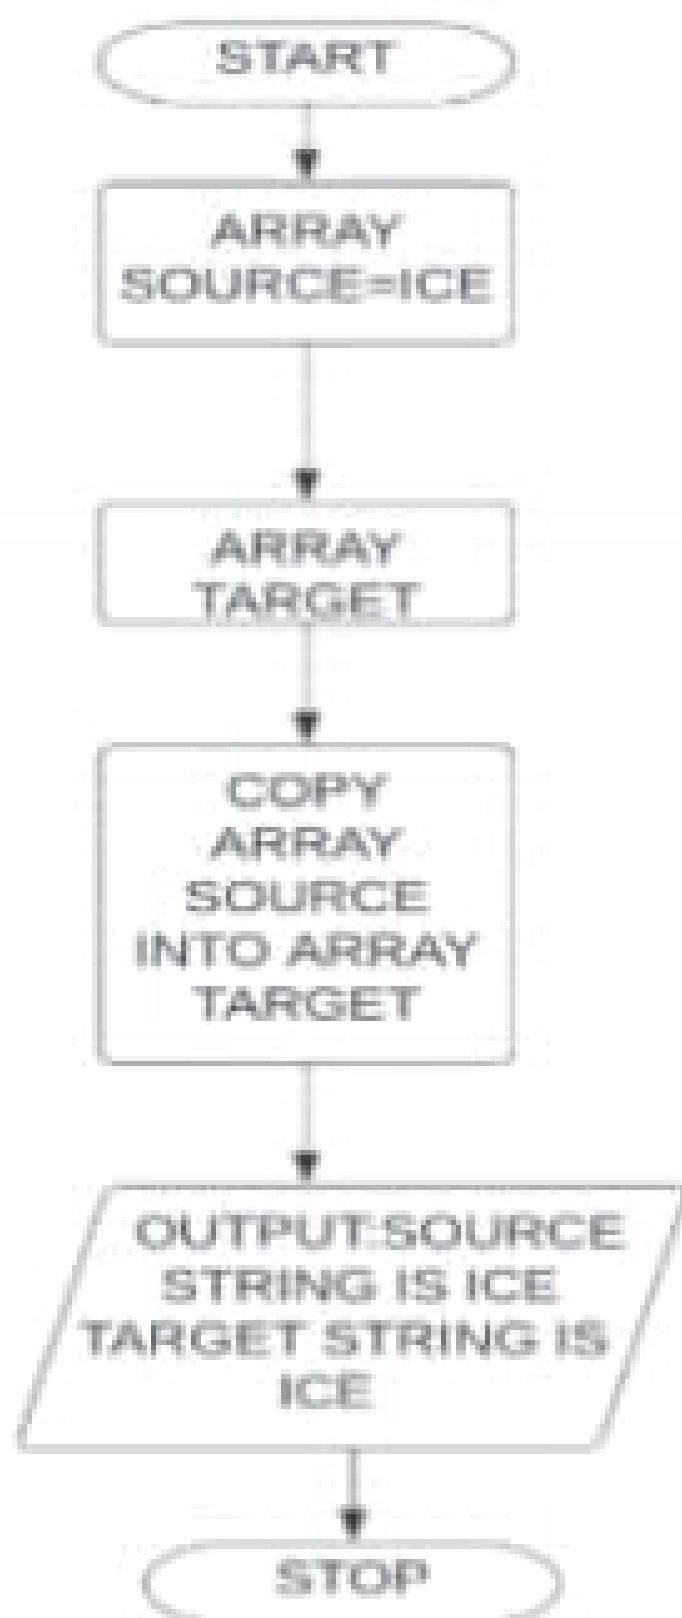 START
ARRAY
SOURCE=ICE
ARRAY
TARGET
COPY
ARRAY
SOURCE
INTO ARRAY
TARGET
OUTPUT:SOURCE
STRING IS ICE
TARGET STRING IS
ICE
STOP